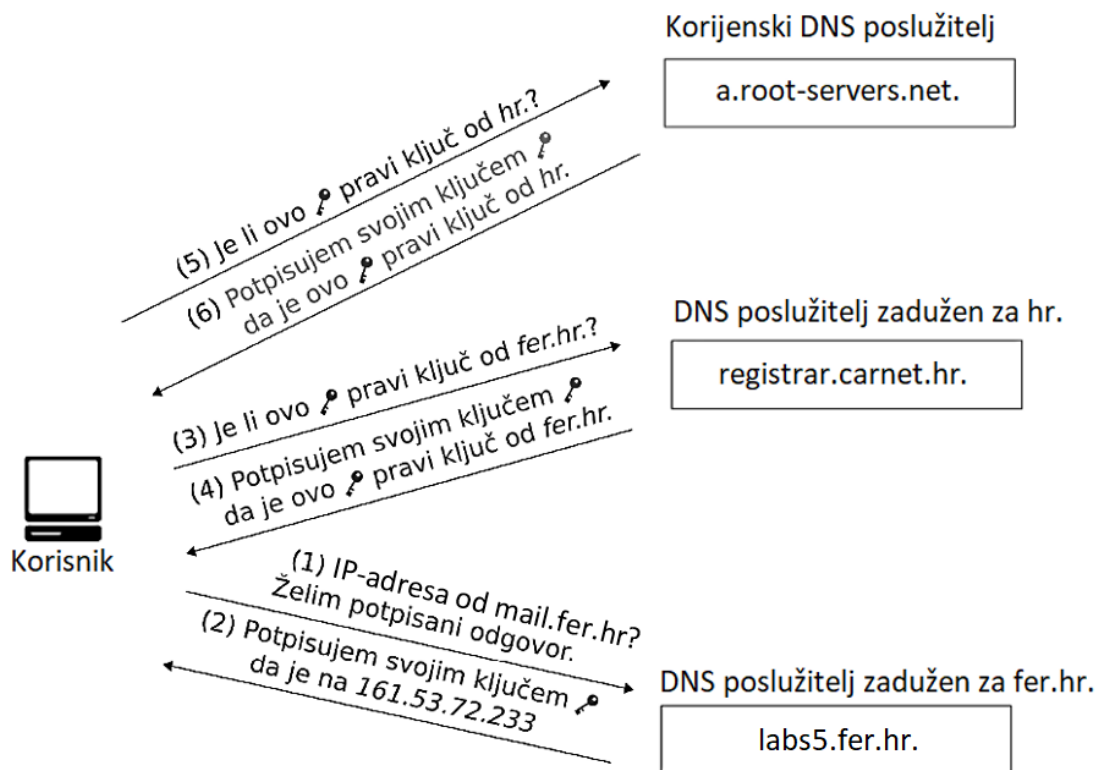 Korijenski DNS poslužitelj
a.root-servers.net.
(5) Je li ovo pravi ključ od hr.?
(6) Potpisujem svojim ključem
da je ovo pravi ključ od hr.
DNS poslužitelj zadužen za hr.
registrar.carnet.hr.
(3) Je li ovo pravi ključ od fer.hr.?
(4) Potpisujem svojim ključem
da je ovo pravi ključ od fer.hr.
Korisnik
(1) IP-adresa od mail.fer.hr?
Želim potpisani odgovor.
(2) Potpisujem svojim ključem
da je na 161.53.72.233
DNS poslužitelj zadužen za fer.hr.
labs5.fer.hr.